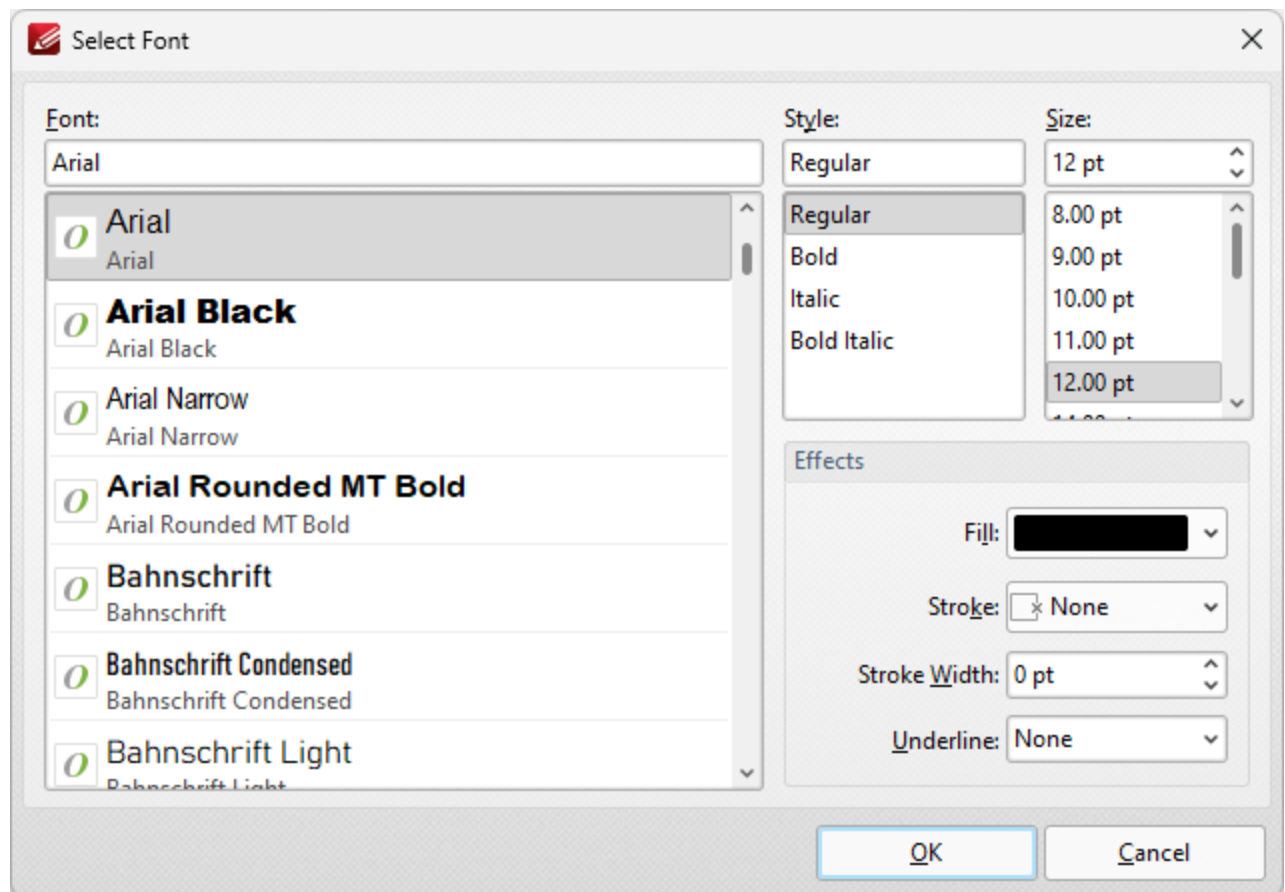 Select Font
Font:
Arial
Arial
Arial
Arial Black
Arial Black
Arial Narrow
Arial Narrow
Arial Rounded MT Bold
Arial Rounded MT Bold
Bahnschrift
Bahnschrift
Bahnschrift Condensed
Bahnschrift Condensed
Bahnschrift Light
Bahnschrift Light
Style:
Regular
Regular
Bold
Italic
Bold Italic
Size:
12 pt
8.00 pt
9.00 pt
10.00 pt
11.00 pt
12.00 pt
Effects
Fill:
Stroke: None
Stroke Width: 0 pt
Underline: None
OK
Cancel